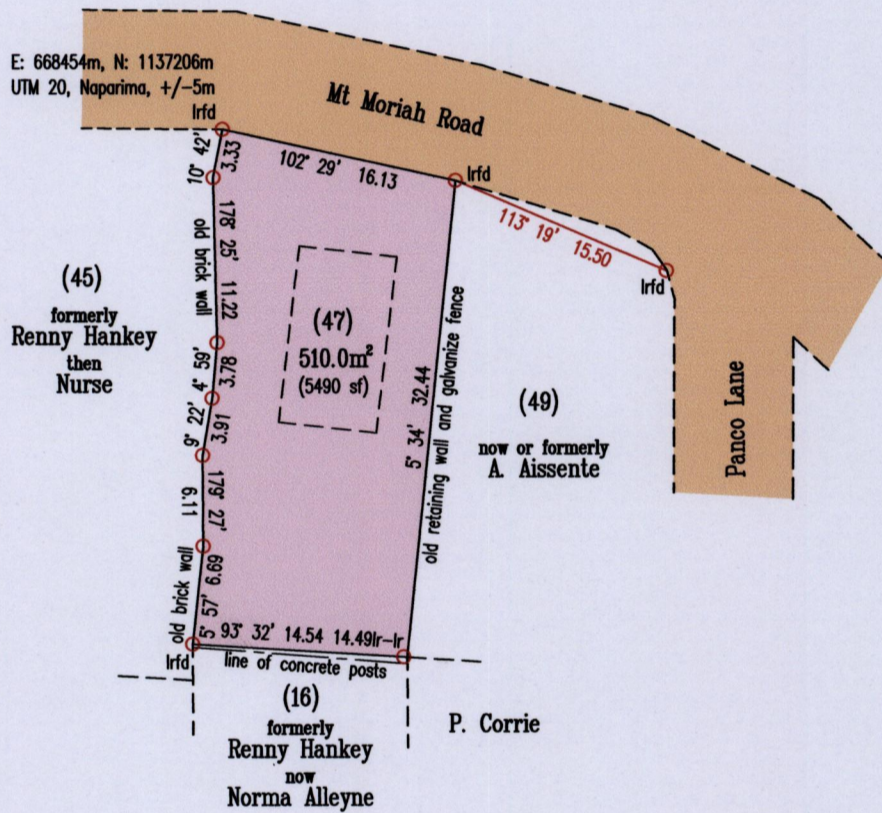 E: 668454m, N: 1137206m
UTM 20, Naparima, +/-5m
Irfd
Mt Moriah Road
10° 42'
3.33
102° 29' 16.13
Irfd
113° 19' 15.50
Irfd
old brick wall
178° 25' 11.22
(45)
formerly
Renny Hankey
then
Nurse
(47)
510.0m²
(5490 sf)
4° 59'
3.78
9° 22'
3.91
5° 34' 32.44
old retaining wall and galvanize fence
(49)
now or formerly
A. Aissente
Panco Lane
6.11
179° 27'
old brick wall
5° 57' 6.69
93° 32' 14.54 14.49Ir-Ir
Irfd
line of concrete posts
(16)
formerly
Renny Hankey
now
Norma Alleyne
P. Corrie